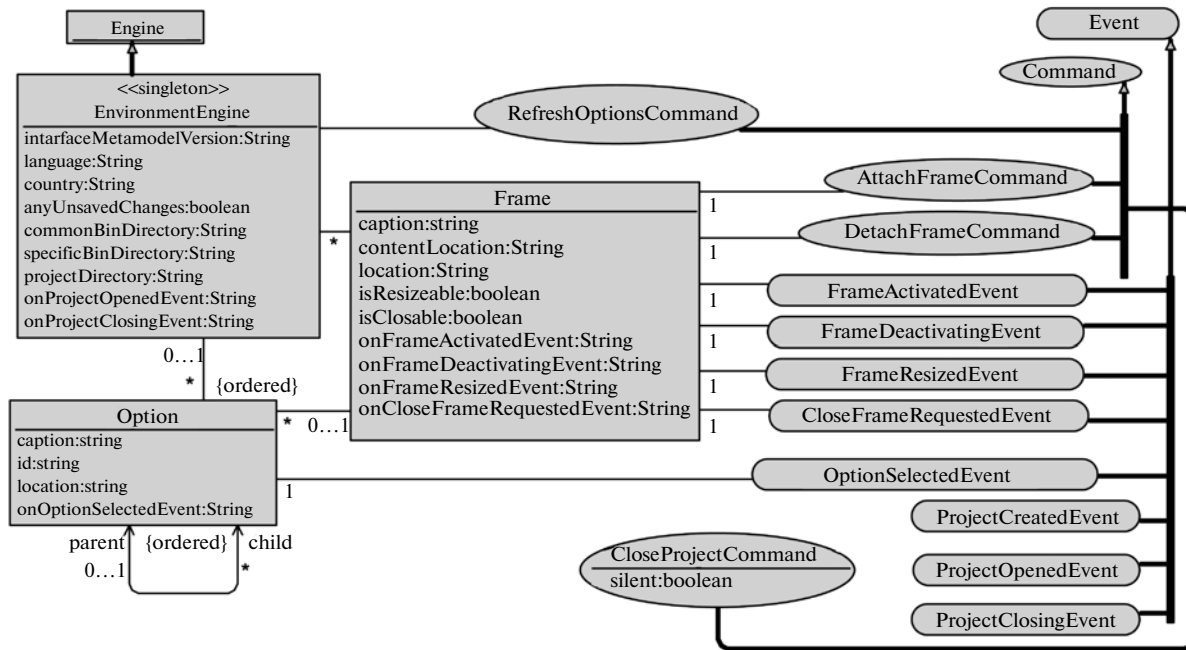 Engine
<<singleton>>
EnvironmentEngine
intarfaceMetamodelVersion:String
language:String
country:String
anyUnsavedChanges:boolean
commonBinDirectory:String
specificBinDirectory:String
projectDirectory:String
onProjectOpenedEvent:String
onProjectClosingEvent:String
0...1
*
{ordered}
*
Option
caption:string
id:string
location:string
onOptionSelectedEvent:String
parent
{ordered}
child
0...1
*
*
0...1
1
Frame
caption:string
contentLocation:String
location:String
isResizeable:boolean
isClosable:boolean
onFrameActivatedEvent:String
onFrameDeactivatingEvent:String
onFrameResizedEvent:String
onCloseFrameRequestedEvent:String
1
1
1
1
1
1
Event
Command
RefreshOptionsCommand
AttachFrameCommand
DetachFrameCommand
FrameActivatedEvent
FrameDeactivatingEvent
FrameResizedEvent
CloseFrameRequestedEvent
OptionSelectedEvent
ProjectCreatedEvent
ProjectOpenedEvent
ProjectClosingEvent
CloseProjectCommand
silent:boolean